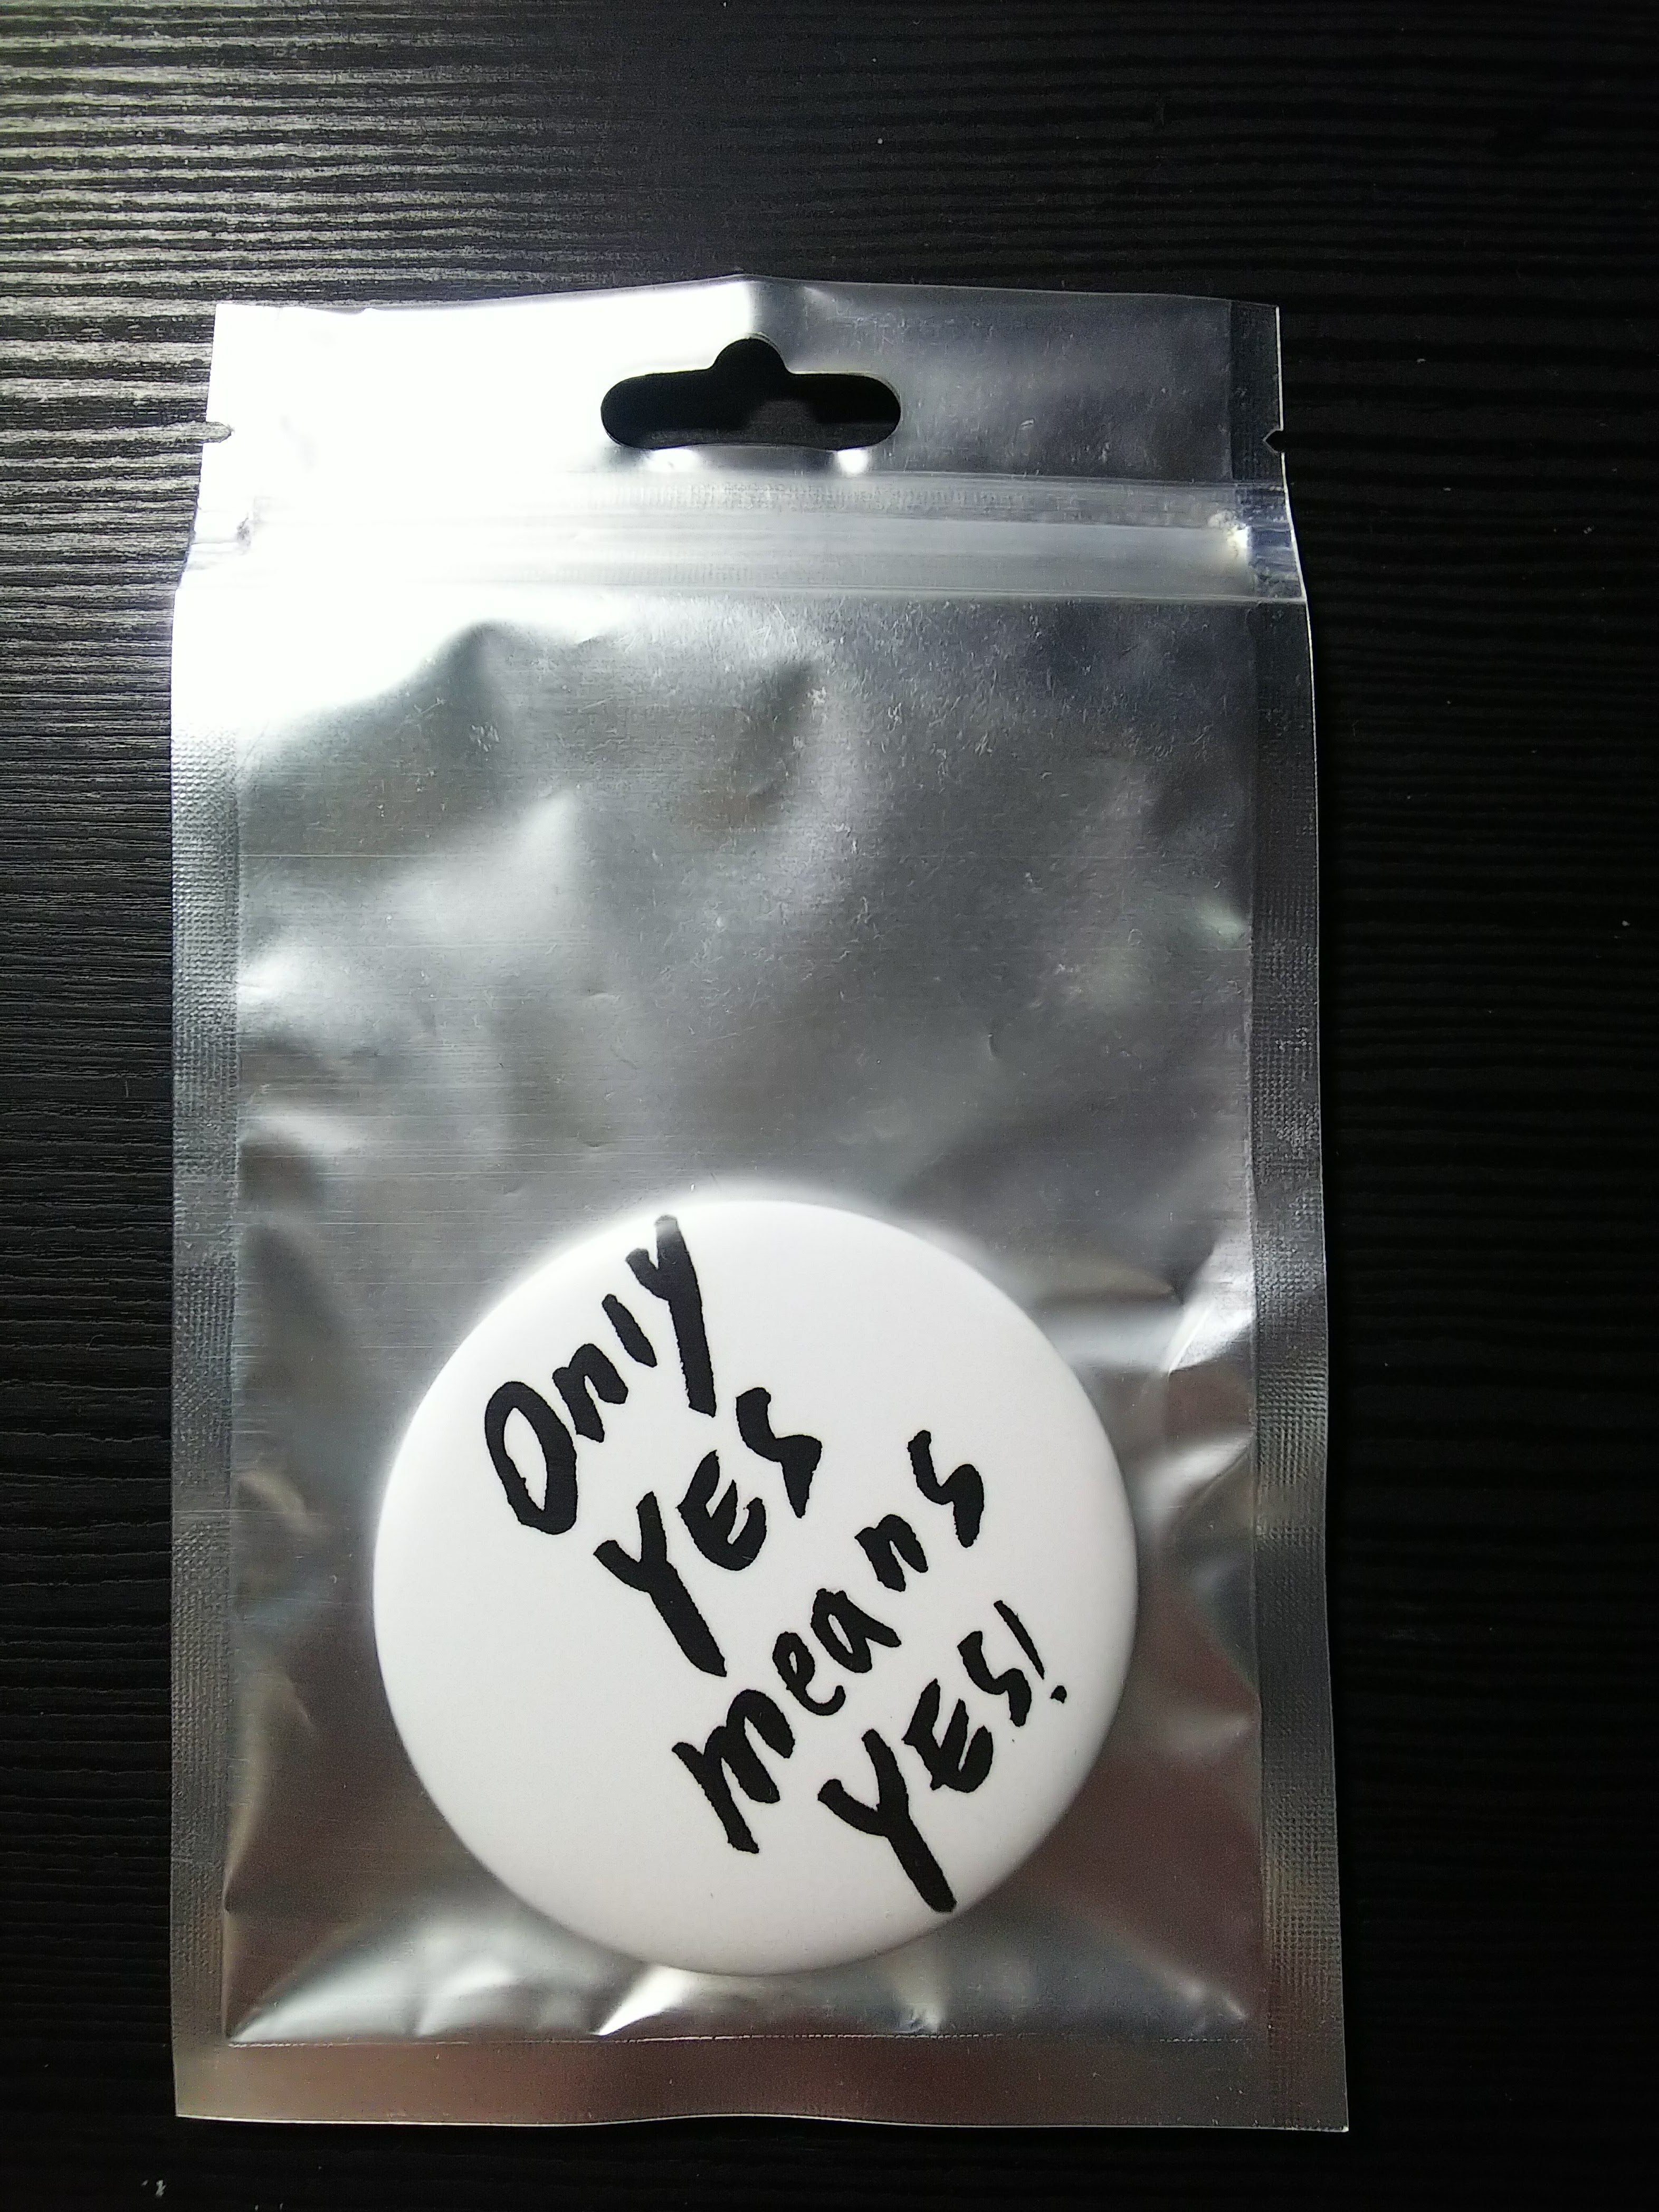 Only
YES
means
YES!